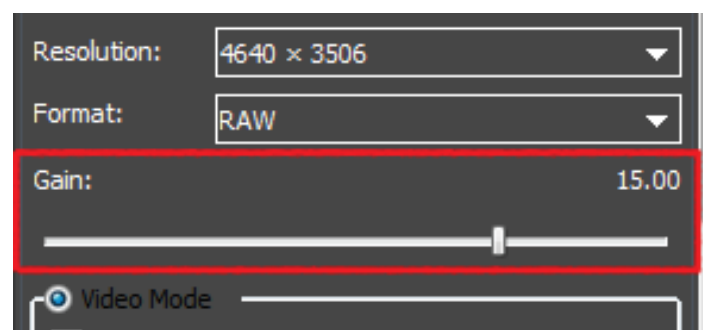 Resolution: 4640 × 3506
Format: RAW
Gain: 15.00
Video Mode